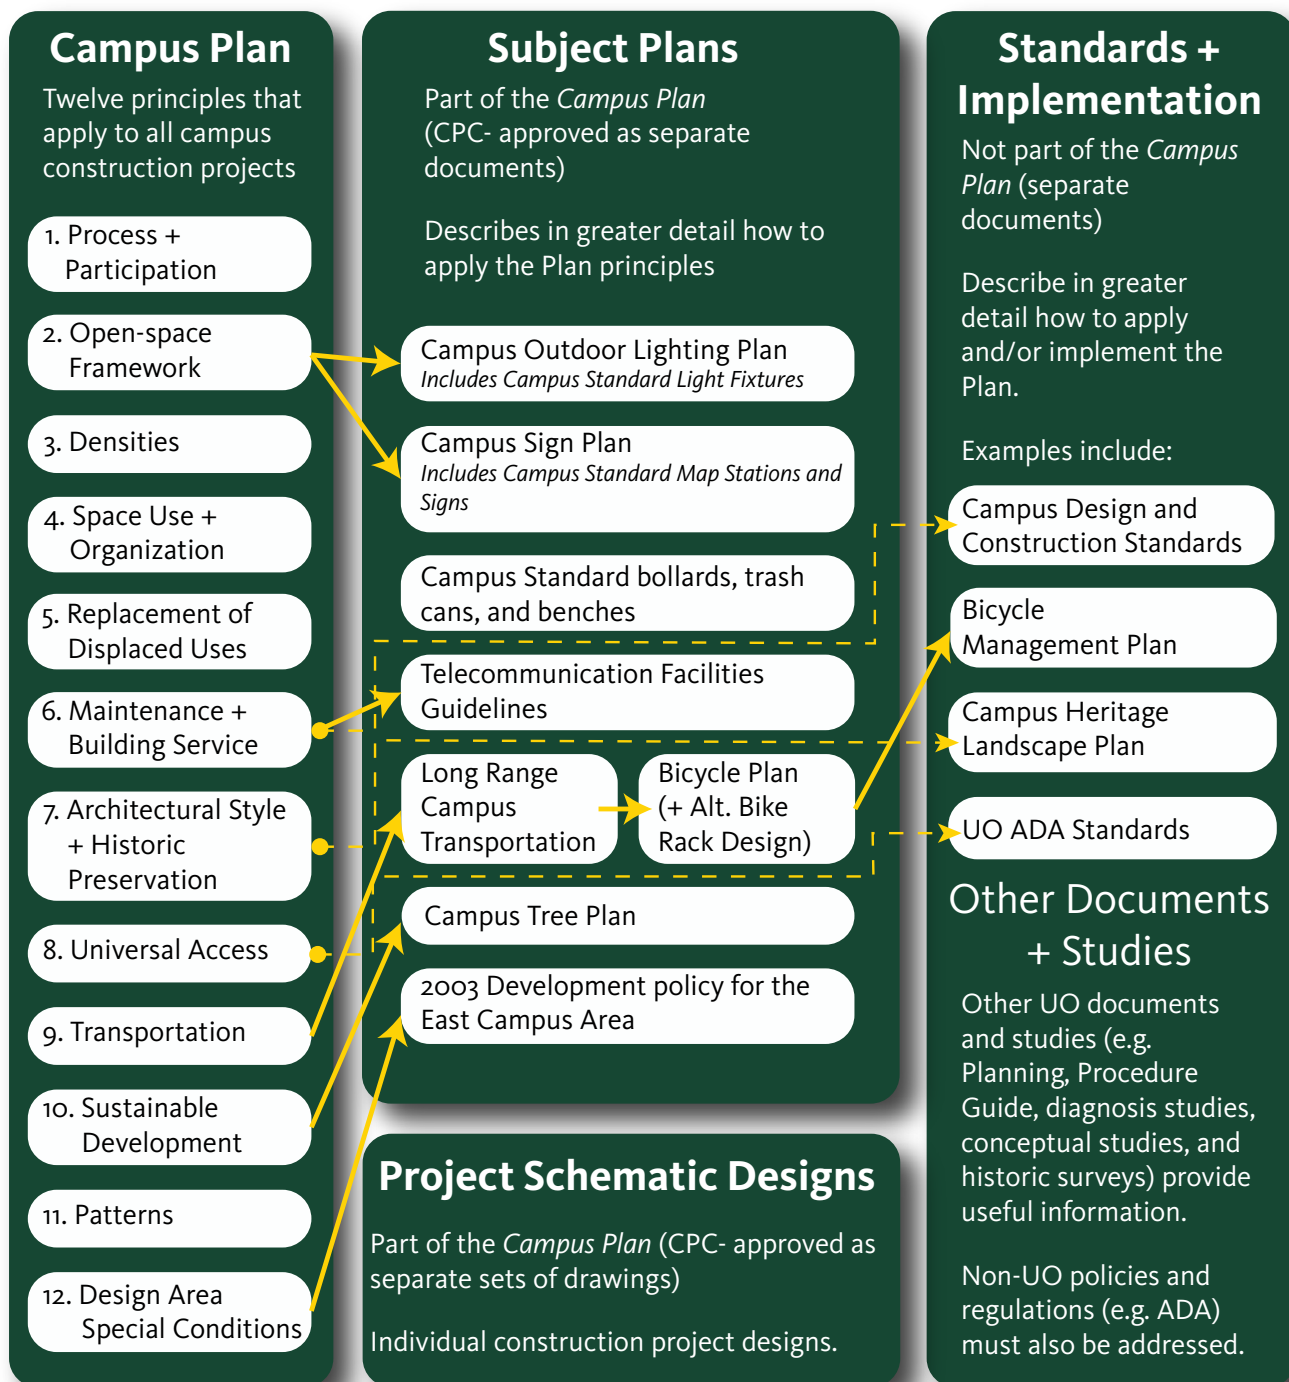 Campus Plan
Twelve principles that
apply to all campus
construction projects
1. Process +
Participation
2. Open-space
Framework
3. Densities
4. Space Use +
Organization
5. Replacement of
Displaced Uses
6. Maintenance +
Building Service
7. Architectural Style
+ Historic
Preservation
8. Universal Access
9. Transportation
10. Sustainable
Development
11. Patterns
12. Design Area
Special Conditions
Subject Plans
Part of the Campus Plan
(CPC- approved as separate
documents)
Describes in greater detail how to
apply the Plan principles
Campus Outdoor Lighting Plan
Includes Campus Standard Light Fixtures
Campus Sign Plan
Includes Campus Standard Map Stations and
Signs
Campus Standard bollards, trash
cans, and benches
Telecommunication Facilities
Guidelines
Long Range
Campus
Transportation
Bicycle Plan
(+ Alt. Bike
Rack Design)
Campus Tree Plan
2003 Development policy for the
East Campus Area
Project Schematic Designs
Part of the Campus Plan (CPC- approved as
separate sets of drawings)
Individual construction project designs.
Standards +
Implementation
Not part of the Campus
Plan (separate
documents)
Describe in greater
detail how to apply
and/or implement the
Plan.
Examples include:
Campus Design and
Construction Standards
Bicycle
Management Plan
Campus Heritage
Landscape Plan
UO ADA Standards
Other Documents
+ Studies
Other UO documents
and studies (e.g.
Planning, Procedure
Guide, diagnosis studies,
conceptual studies, and
historic surveys) provide
useful information.
Non-UO policies and
regulations (e.g. ADA)
must also be addressed.